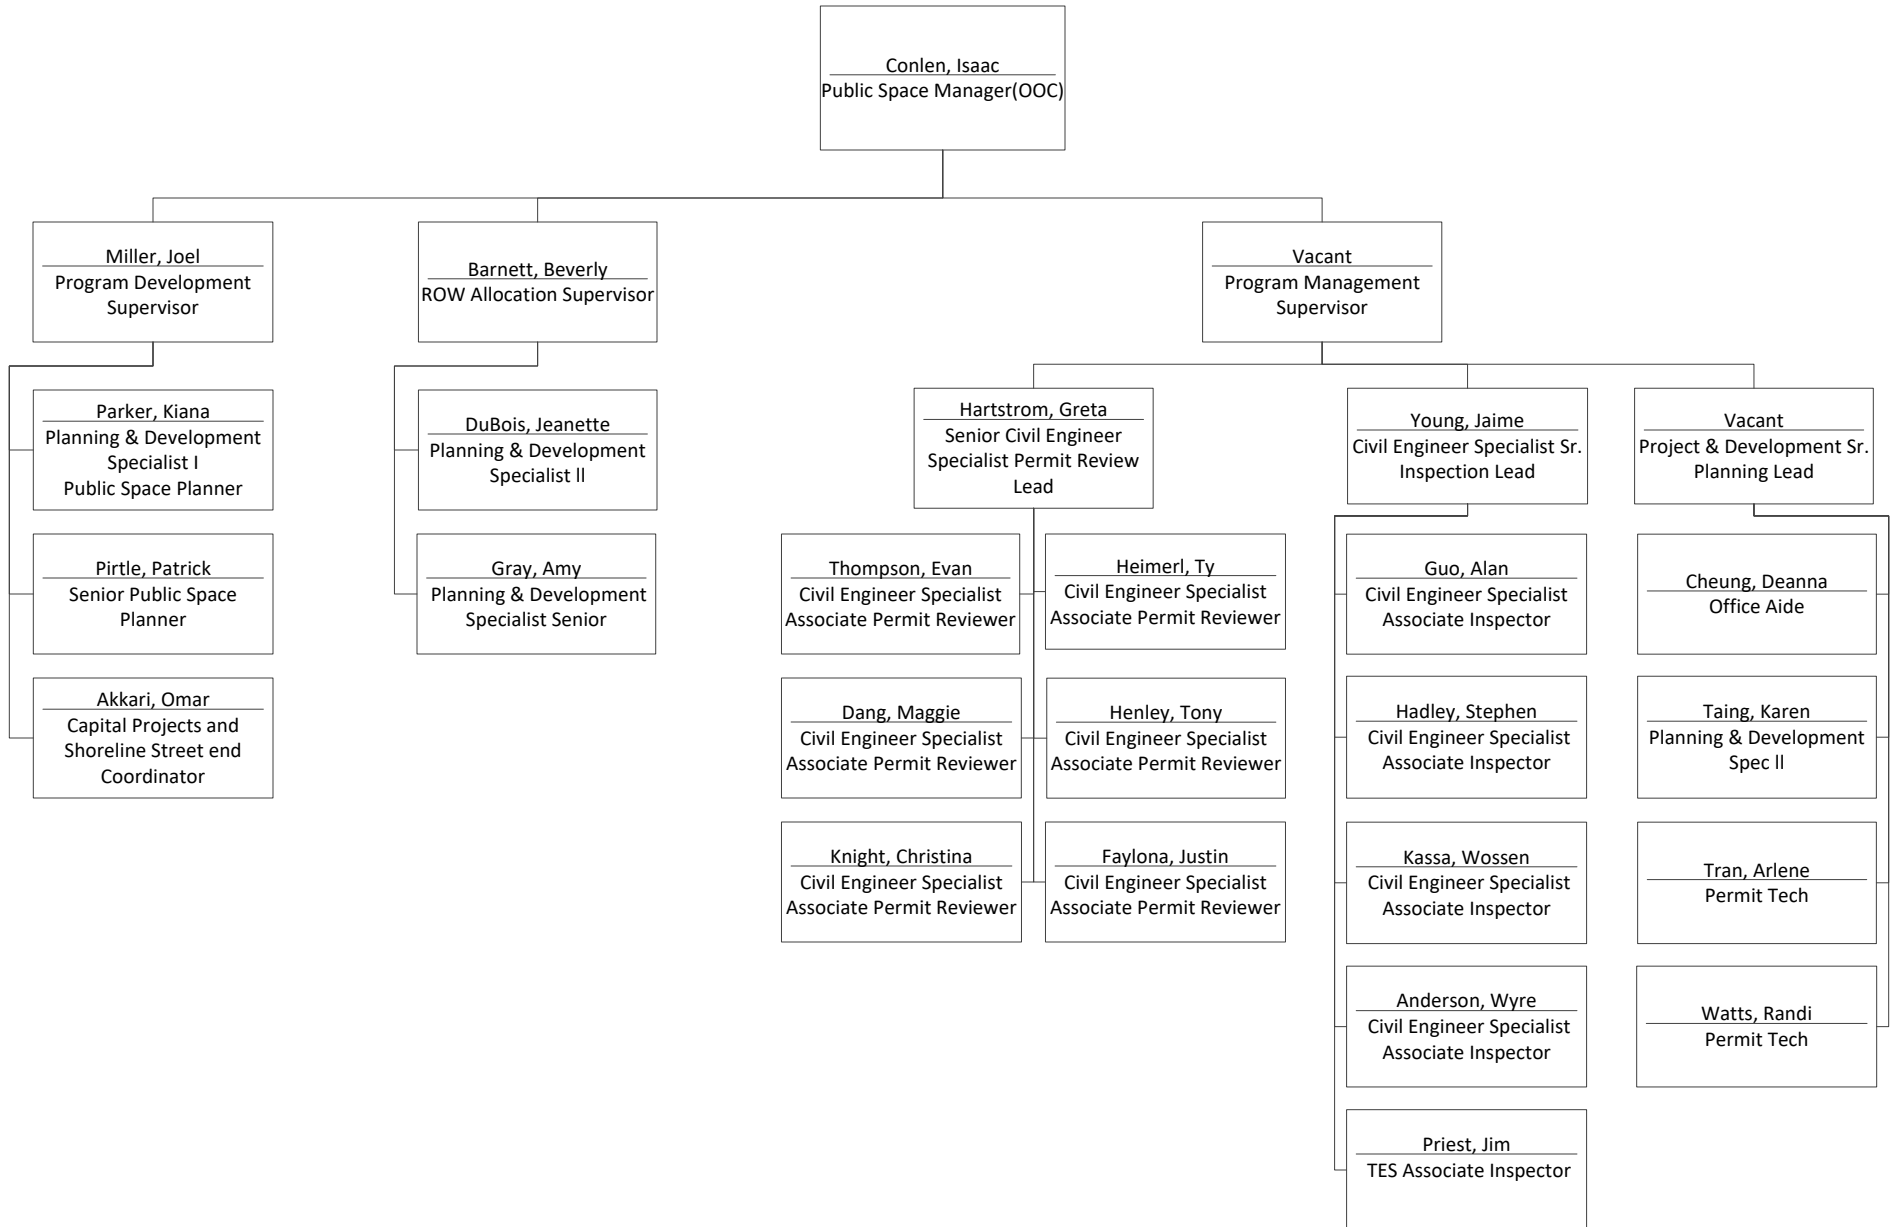 Conlen, Isaac
Public Space Manager(OOC)
Miller, Joel
Program Development
Supervisor
Barnett, Beverly
ROW Allocation Supervisor
Vacant
Program Management
Supervisor
Parker, Kiana
Planning & Development
Specialist I
Public Space Planner
Pirtle, Patrick
Senior Public Space
Planner
Akkari, Omar
Capital Projects and
Shoreline Street end
Coordinator
DuBois, Jeanette
Planning & Development
Specialist ll
Gray, Amy
Planning & Development
Specialist Senior
Hartstrom, Greta
Senior Civil Engineer
Specialist Permit Review
Lead
Thompson, Evan
Civil Engineer Specialist
Associate Permit Reviewer
Heimerl, Ty
Civil Engineer Specialist
Associate Permit Reviewer
Dang, Maggie
Civil Engineer Specialist
Associate Permit Reviewer
Henley, Tony
Civil Engineer Specialist
Associate Permit Reviewer
Knight, Christina
Civil Engineer Specialist
Associate Permit Reviewer
Faylona, Justin
Civil Engineer Specialist
Associate Permit Reviewer
Young, Jaime
Civil Engineer Specialist Sr.
Inspection Lead
Guo, Alan
Civil Engineer Specialist
Associate Inspector
Hadley, Stephen
Civil Engineer Specialist
Associate Inspector
Kassa, Wossen
Civil Engineer Specialist
Associate Inspector
Anderson, Wyre
Civil Engineer Specialist
Associate Inspector
Priest, Jim
TES Associate Inspector
Vacant
Project & Development Sr.
Planning Lead
Cheung, Deanna
Office Aide
Taing, Karen
Planning & Development
Spec ll
Tran, Arlene
Permit Tech
Watts, Randi
Permit Tech